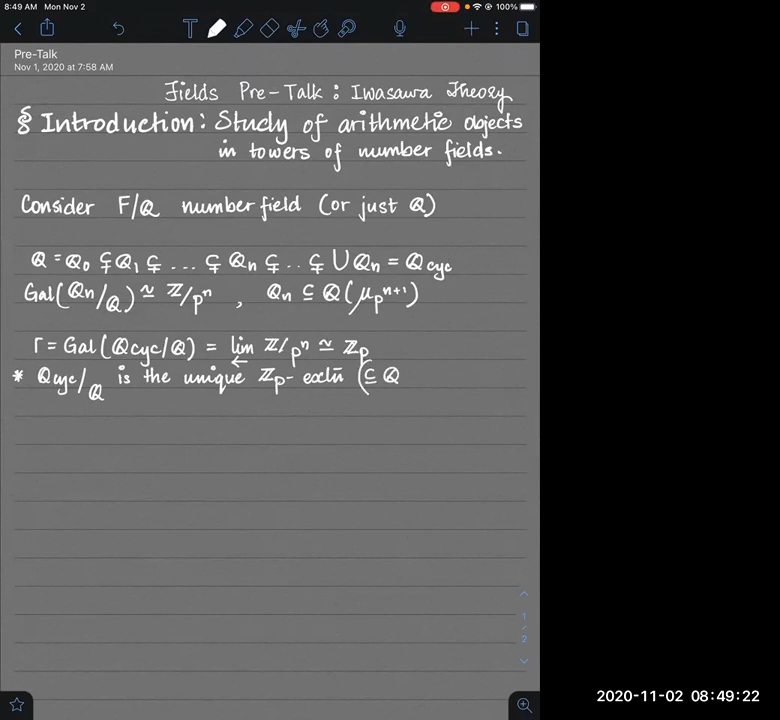 8:49 AM Mon Nov 2
100%
Pre-Talk
Nov 1, 2020 at 7:58 AM
Fields Pre-Talk : Iwasawa Theory
§ Introduction: Study of arithmetic objects
in towers of number fields.
Consider F/ℚ number field (or just ℚ)
ℚ = ℚ₀ ⊊ ℚ₁ ⊊ ... ⊊ ℚn ⊊ .. ⊊ ∪ℚn = ℚcyc
Gal(ℚn/ℚ) ≃ ℤ/pⁿ , ℚn ⊆ ℚ(μpⁿ⁺¹)
Γ = Gal(ℚcyc/ℚ) = lim← ℤ/pⁿ ≃ ℤp
* ℚcyc/ℚ is the unique ℤp-extn (⊆ ℚ
1
/
2
2020-11-02 08:49:22